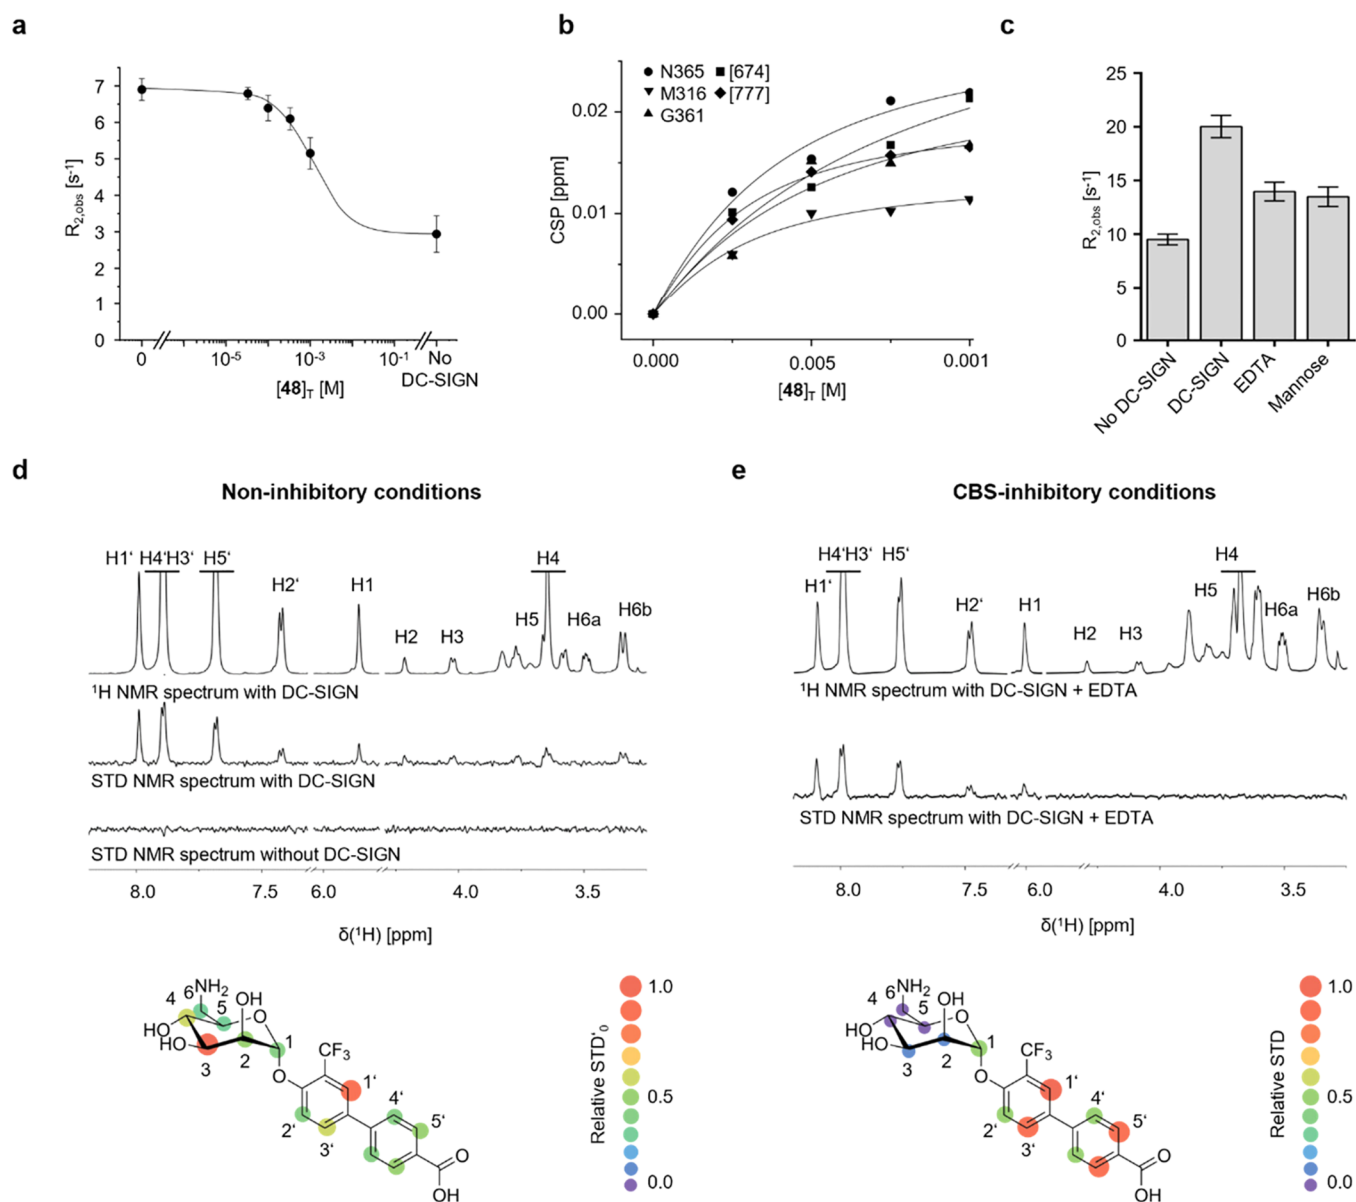 a
7
6
5
4
3
2
1
0
R2,obs [s-1]
0
10-5
10-3
10-1
No
DC-SIGN
[48]T [M]
b
N365
[674]
M316
[777]
G361
0.02
0.01
0.00
CSP [ppm]
0.000
0.005
0.001
[48]T [M]
c
25
20
15
10
5
0
R2,obs [s-1]
No DC-SIGN
DC-SIGN
EDTA
Mannose
d
Non-inhibitory conditions
H1‘ H4‘H3‘ H5‘ H2‘ H1 H2 H3 H5 H4 H6a H6b
1H NMR spectrum with DC-SIGN
STD NMR spectrum with DC-SIGN
STD NMR spectrum without DC-SIGN
8.0 7.5 6.0 4.0 3.5
δ(1H) [ppm]
NH2
6
4
5
OH
O
HO
HO
3
2
1
O
CF3
1‘
2‘
3‘
4‘
5‘
O
OH
1.0
0.5
0.0
Relative STD‘0
e
CBS-inhibitory conditions
H1‘ H4‘H3‘ H5‘ H2‘ H1 H2 H3 H5 H4 H6a H6b
1H NMR spectrum with DC-SIGN + EDTA
STD NMR spectrum with DC-SIGN + EDTA
8.0 7.5 6.0 4.0 3.5
δ(1H) [ppm]
NH2
6
4
5
OH
O
HO
HO
3
2
1
O
CF3
1‘
2‘
3‘
4‘
5‘
O
OH
1.0
0.5
0.0
Relative STD